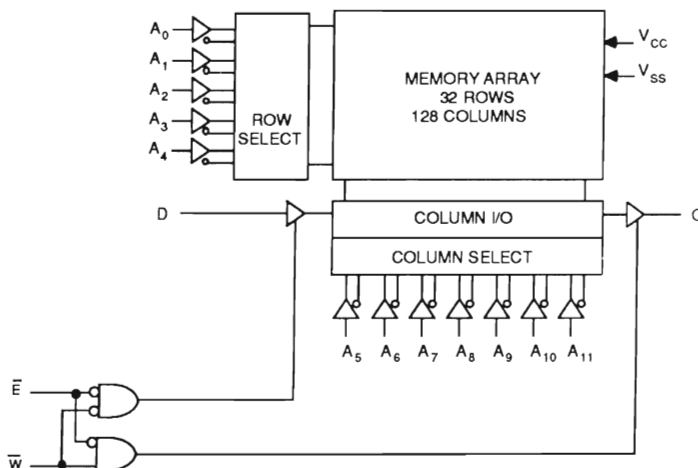 A0
A1
A2
A3
A4
ROW
SELECT
MEMORY ARRAY
32 ROWS
128 COLUMNS
VCC
VSS
D
COLUMN I/O
COLUMN SELECT
A5 A6 A7 A8 A9 A10 A11
E̅
W̅